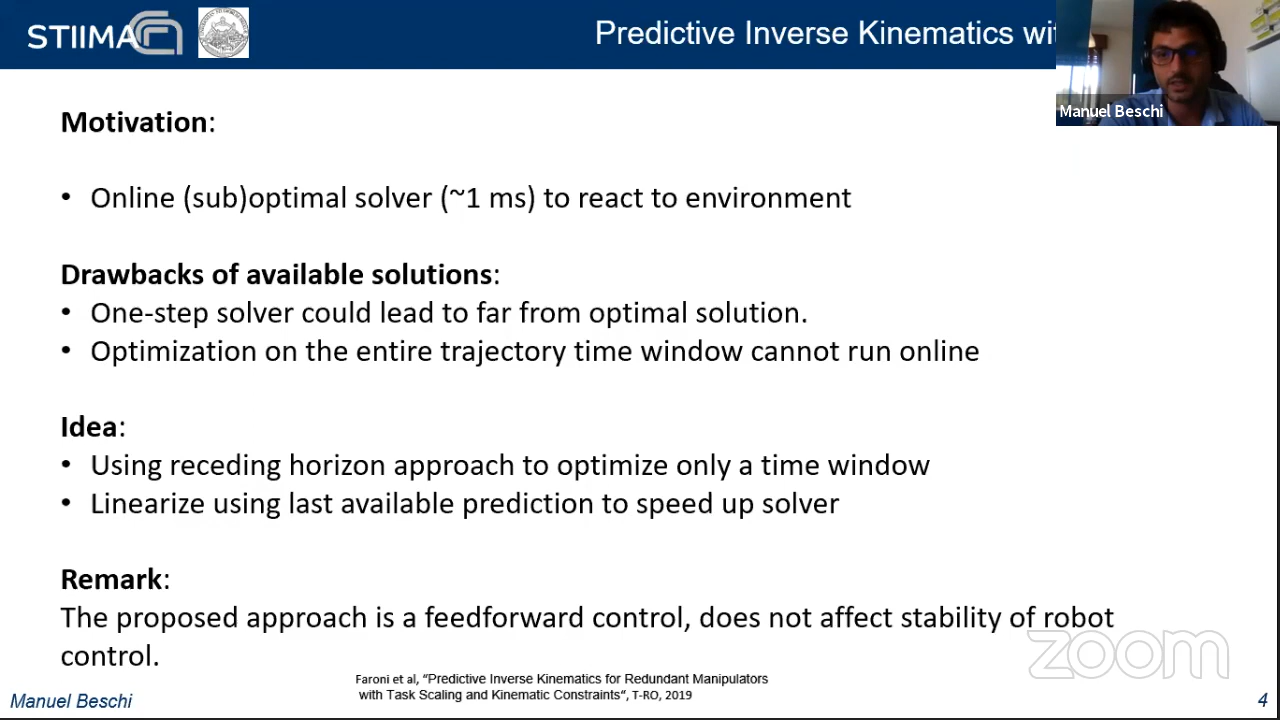 STIIMA
Predictive Inverse Kinematics wit
Manuel Beschi
Motivation:
• Online (sub)optimal solver (~1 ms) to react to environment
Drawbacks of available solutions:
• One-step solver could lead to far from optimal solution.
• Optimization on the entire trajectory time window cannot run online
Idea:
• Using receding horizon approach to optimize only a time window
• Linearize using last available prediction to speed up solver
Remark:
The proposed approach is a feedforward control, does not affect stability of robot
control.
zoom
Faroni et al, "Predictive Inverse Kinematics for Redundant Manipulators
with Task Scaling and Kinematic Constraints“, T-RO, 2019
Manuel Beschi
4